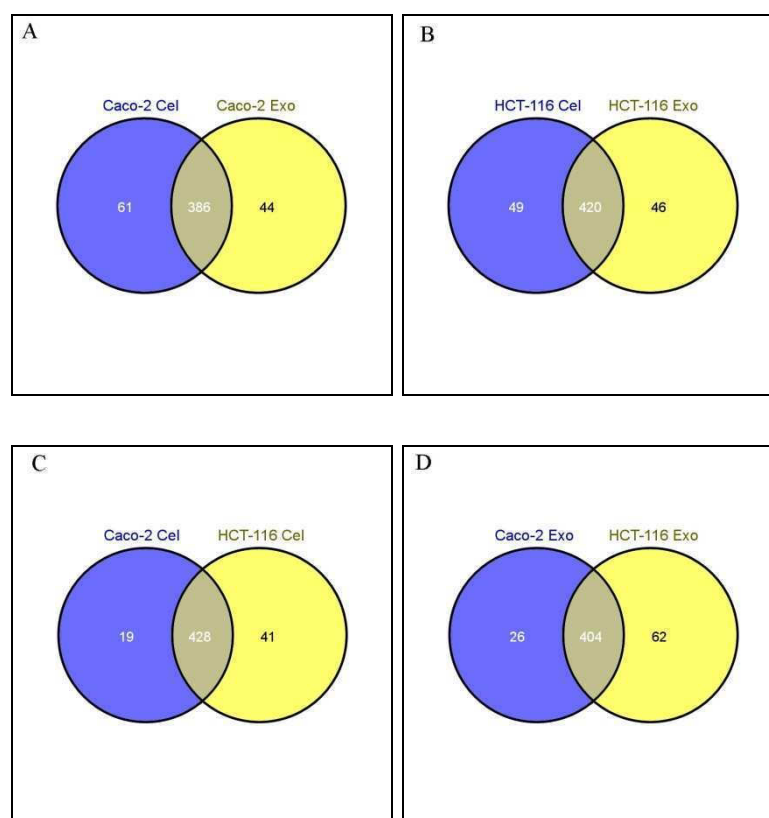 A
Caco-2 Cel Caco-2 Exo
61 386 44
B
HCT-116 Cel HCT-116 Exo
49 420 46
C
Caco-2 Cel HCT-116 Cel
19 428 41
D
Caco-2 Exo HCT-116 Exo
26 404 62